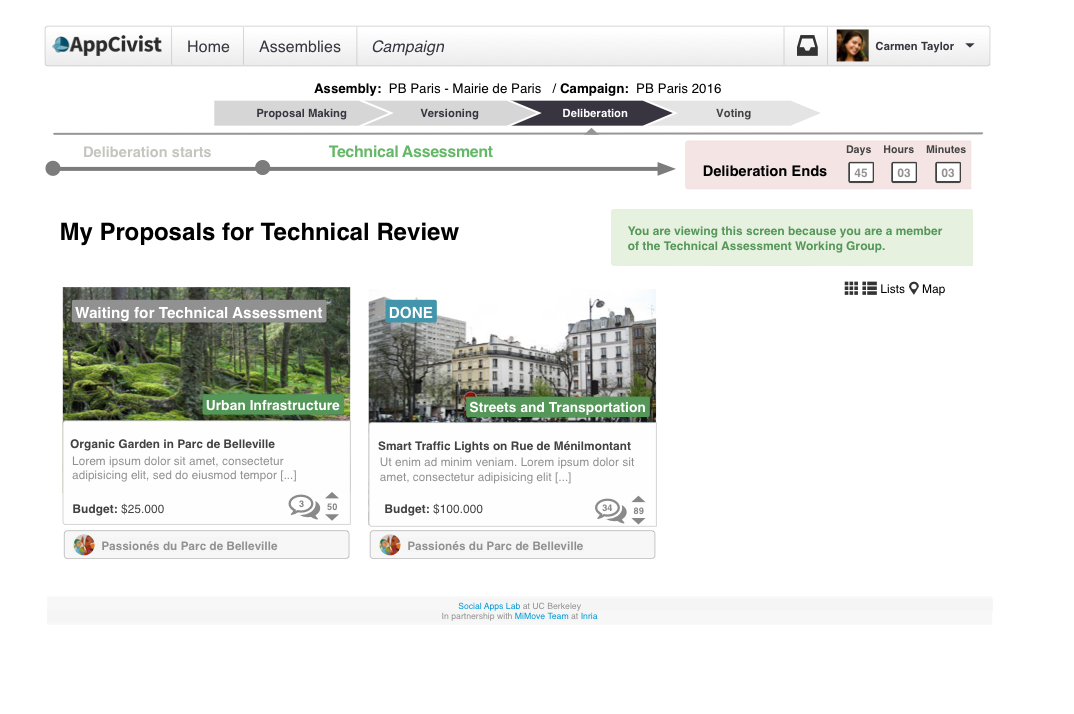 AppCivist
Home
Assemblies
Campaign
Carmen Taylor
Assembly: PB Paris - Mairie de Paris / Campaign: PB Paris 2016
Proposal Making
Versioning
Deliberation
Voting
Deliberation starts
Technical Assessment
Days Hours Minutes
Deliberation Ends 45 03 03
My Proposals for Technical Review
You are viewing this screen because you are a member
of the Technical Assessment Working Group.
Lists Map
Waiting for Technical Assessment
Urban Infrastructure
Organic Garden in Parc de Belleville
Lorem ipsum dolor sit amet, consectetur
adipisicing elit, sed do eiusmod tempor [...]
Budget: $25.000
3
50
Passionés du Parc de Belleville
DONE
Streets and Transportation
Smart Traffic Lights on Rue de Ménilmontant
Ut enim ad minim veniam. Lorem ipsum dolor sit
amet, consectetur adipisicing elit [...]
Budget: $100.000
34
89
Passionés du Parc de Belleville
Social Apps Lab at UC Berkeley
In partnership with MiMove Team at Inria